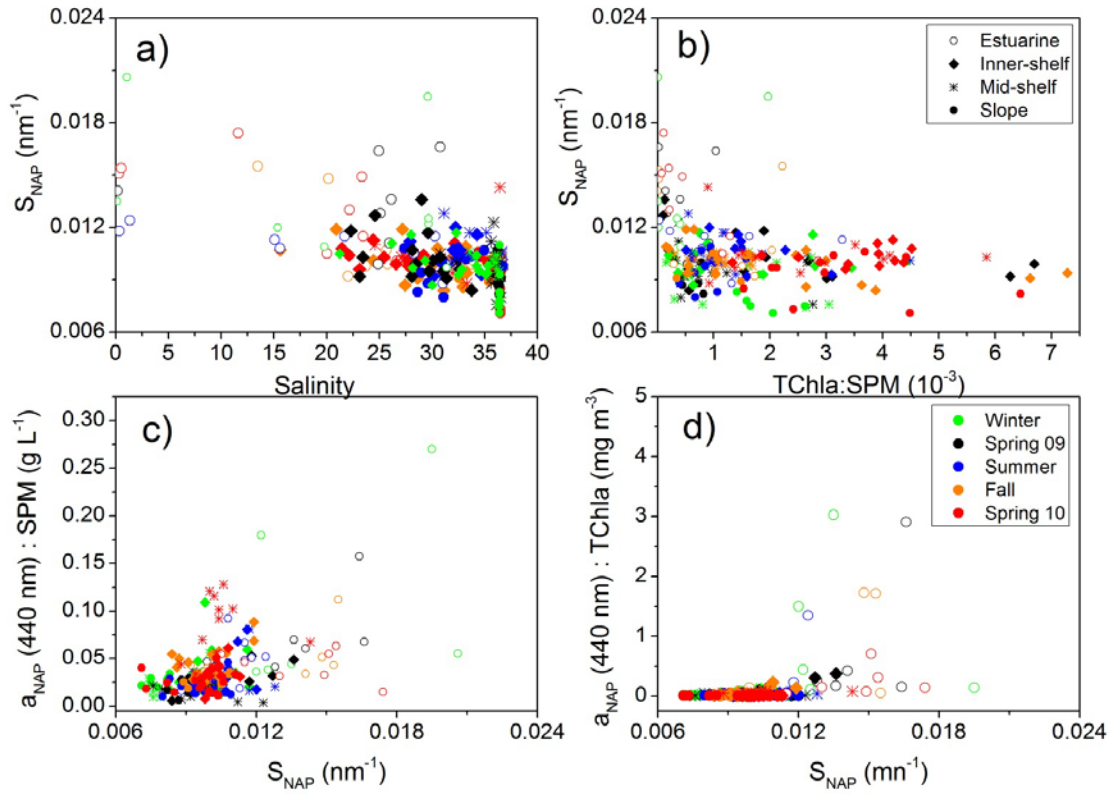 a)
0.024
0.018
0.012
0.006
S_NAP (nm⁻¹)
0 5 10 15 20 25 30 35 40
Salinity
b)
Estuarine
Inner-shelf
Mid-shelf
Slope
0.024
0.018
0.012
0.006
S_NAP (nm⁻¹)
1 2 3 4 5 6 7
TChla:SPM (10⁻³)
c)
0.30
0.25
0.20
0.15
0.10
0.05
0.00
a_NAP (440 nm) : SPM (g L⁻¹)
0.006 0.012 0.018 0.024
S_NAP (nm⁻¹)
d)
Winter
Spring 09
Summer
Fall
Spring 10
5
4
3
2
1
0
a_NAP (440 nm) : TChla (mg m⁻³)
0.006 0.012 0.018 0.024
S_NAP (mn⁻¹)